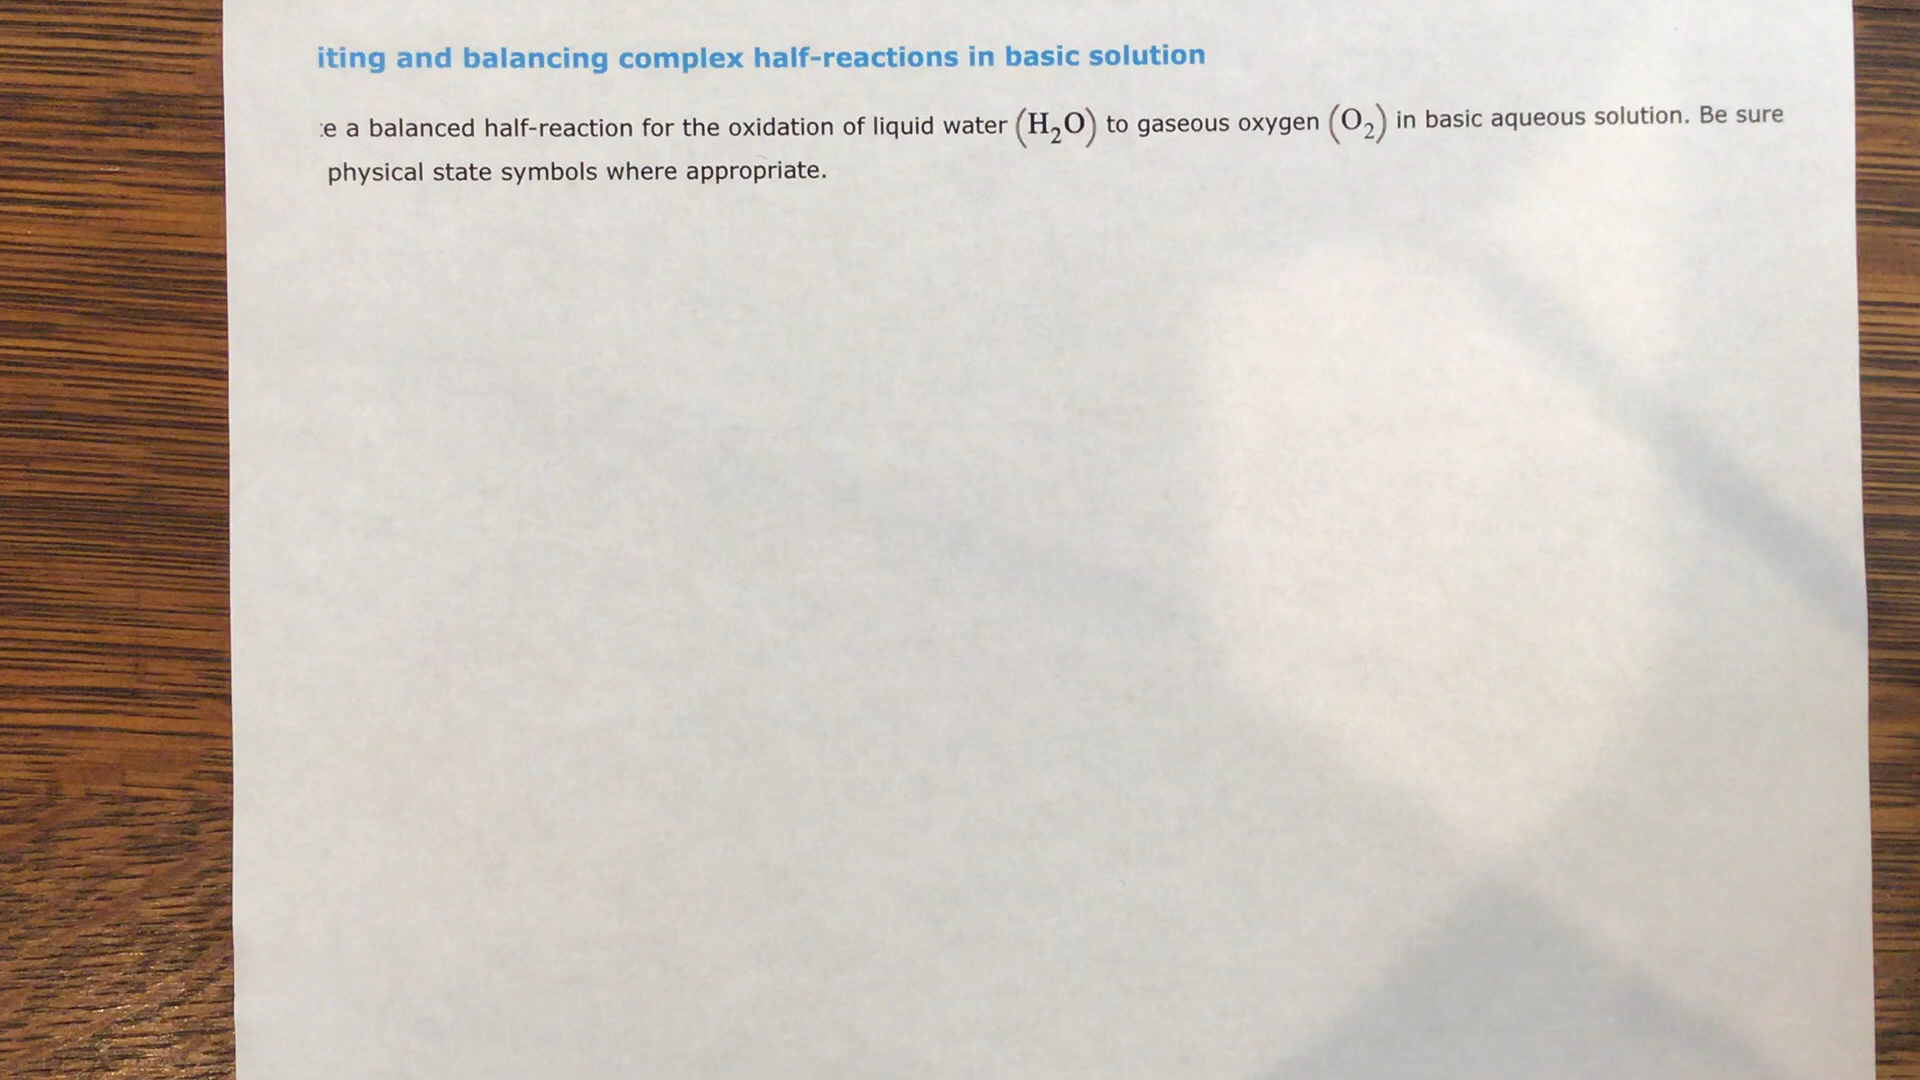 iting and balancing complex half-reactions in basic solution
e a balanced half-reaction for the oxidation of liquid water (H₂O) to gaseous oxygen (O₂) in basic aqueous solution. Be sure
physical state symbols where appropriate.